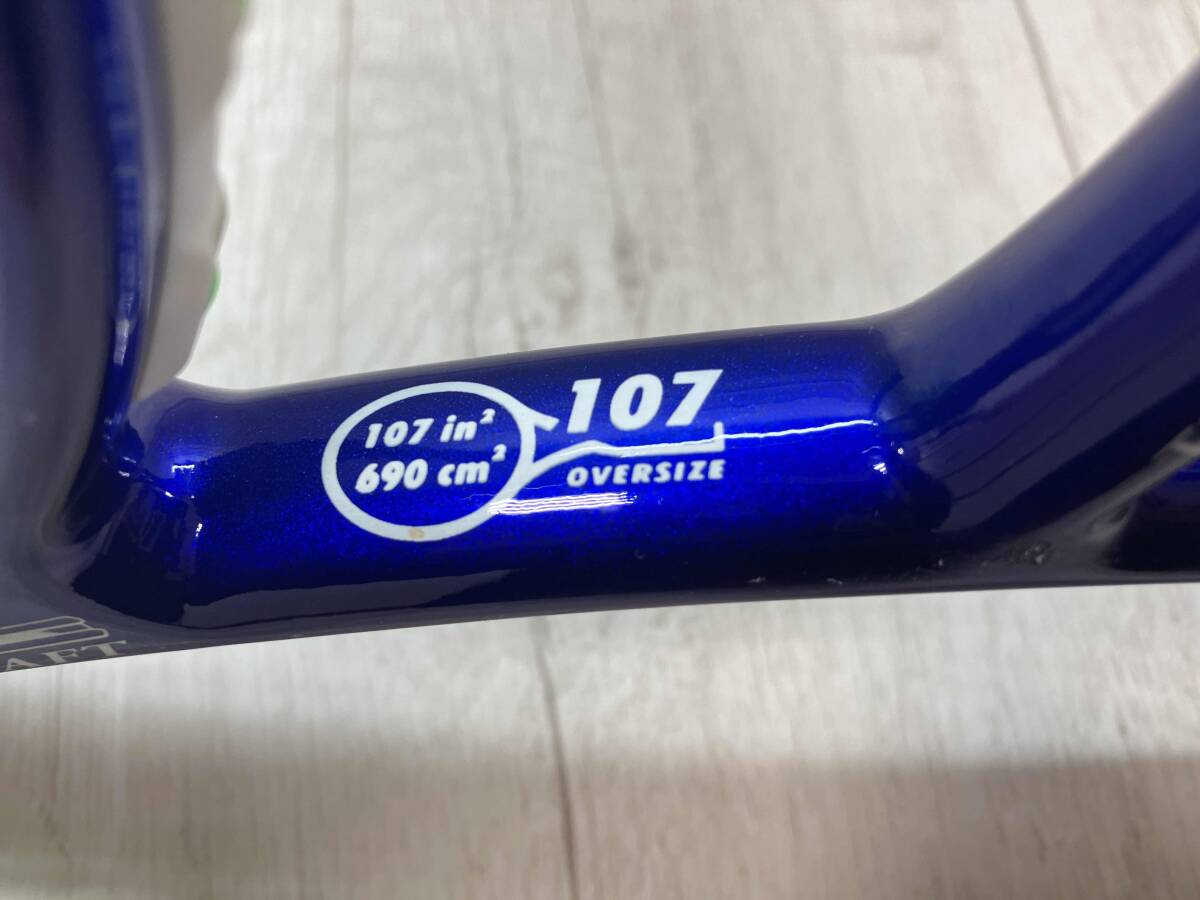 107 in²
690 cm²
107
OVERSIZE